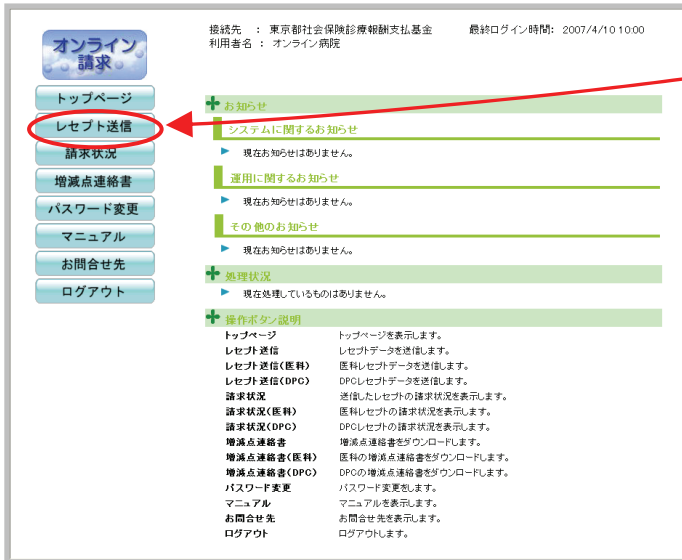 接続先 ： 東京都社会保険診療報酬支払基金 最終ログイン時間： 2007/4/10 10:00
利用者名 ： オンライン病院
オンライン
請求
トップページ
レセプト送信
請求状況
増減点連絡書
パスワード変更
マニュアル
お問合せ先
ログアウト
お知らせ
システムに関するお知らせ
現在お知らせはありません。
運用に関するお知らせ
現在お知らせはありません。
その他のお知らせ
現在お知らせはありません。
処理状況
現在処理しているものはありません。
操作ボタン説明
トップページ トップページを表示します。
レセプト送信 レセプトデータを送信します。
レセプト送信(医科) 医科レセプトデータを送信します。
レセプト送信(DPC) DPCレセプトデータを送信します。
請求状況 送信したレセプトの請求状況を表示します。
請求状況(医科) 医科レセプトの請求状況を表示します。
請求状況(DPC) DPCレセプトの請求状況を表示します。
増減点連絡書 増減点連絡書をダウンロードします。
増減点連絡書(医科) 医科の増減点連絡書をダウンロードします。
増減点連絡書(DPC) DPCの増減点連絡書をダウンロードします。
パスワード変更 パスワード変更をします。
マニュアル マニュアルを表示します。
お問合せ先 お問合せ先を表示します。
ログアウト ログアウトします。